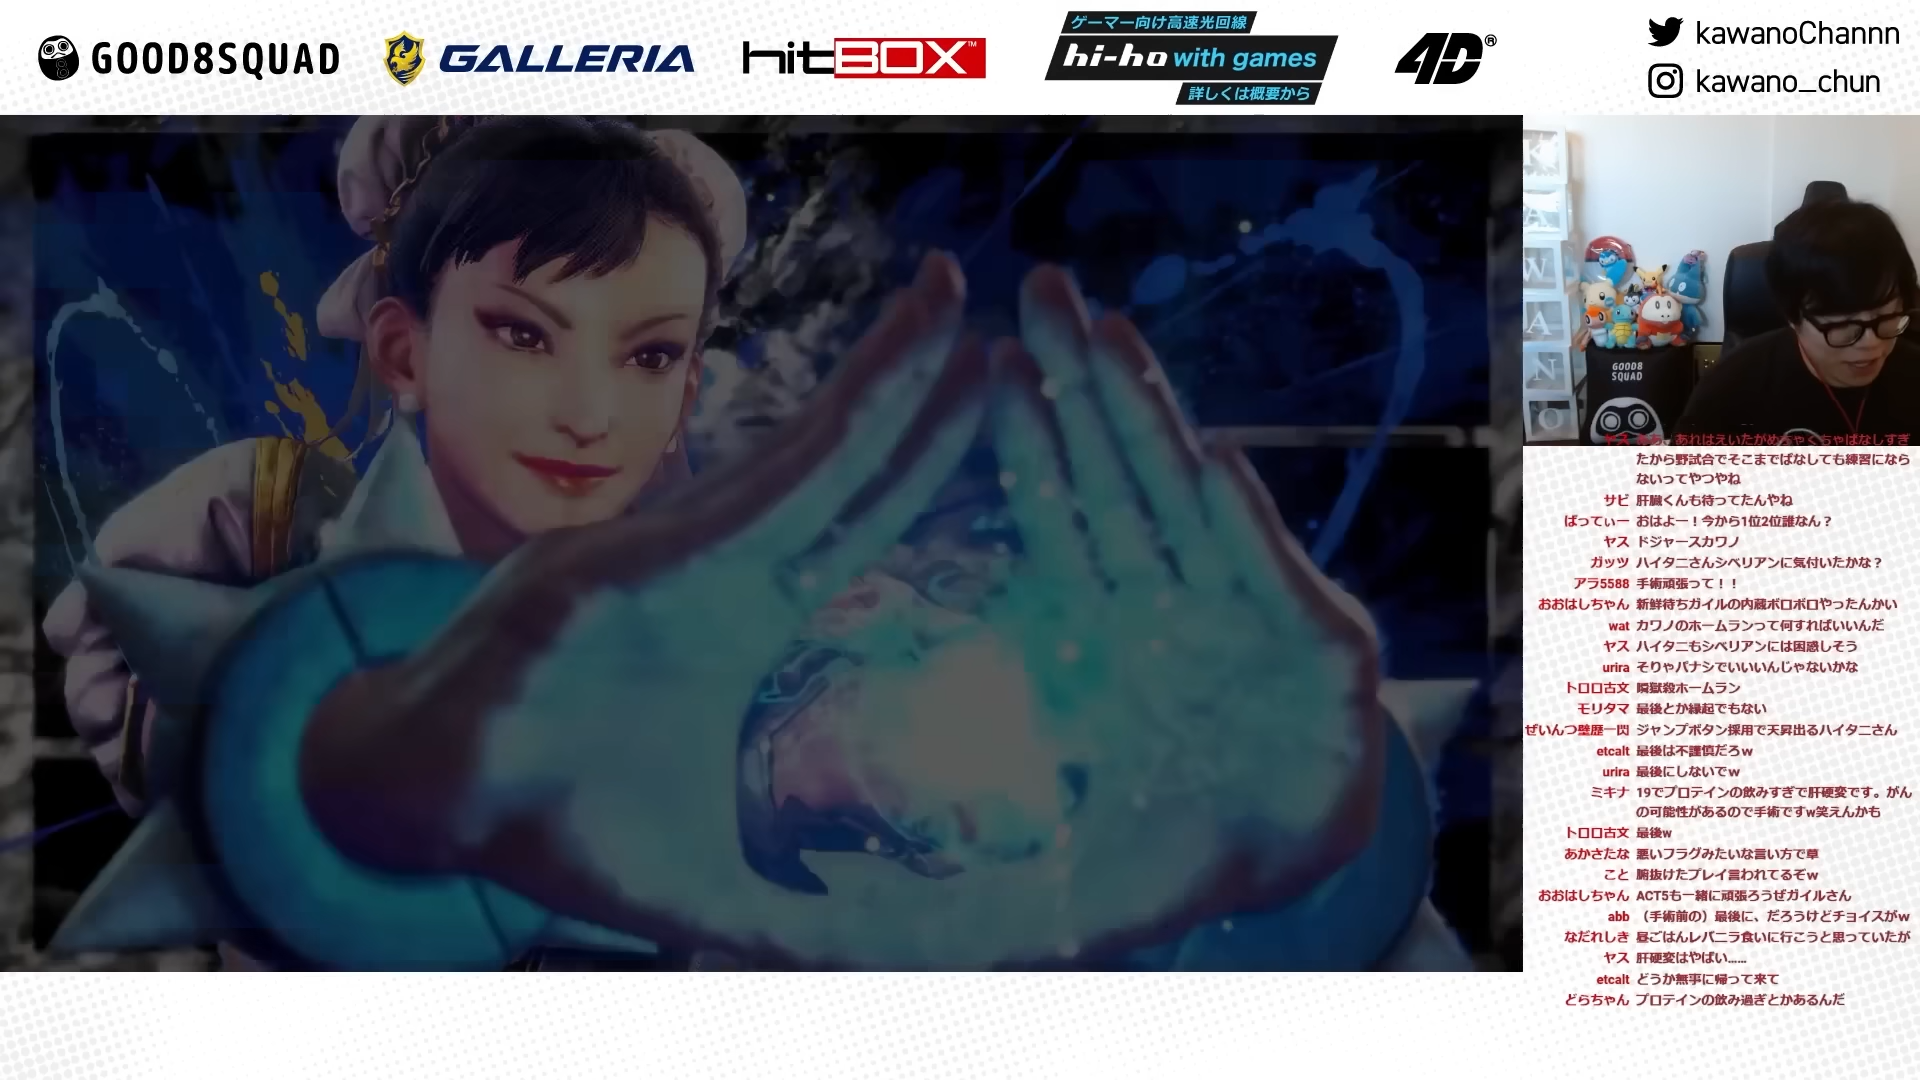 GOOD8SQUAD
GALLERIA
hitBOX™
ゲーマー向け高速光回線
hi-ho with games
詳しくは概要から
4D®
kawanoChannn
kawano_chun
K
A
W
A
N
O
GOOD8
SQUAD
ヤス あれはえいたがめちゃくちゃばなしすぎ
たから野試合でそこまでばなしても練習になら
ないってやつやね
サビ 肝臓くんも待ってたんやね
ばってぃー おはよー！今から1位2位誰なん？
ヤス ドジャースカワノ
ガッツ ハイタニさんシベリアンに気付いたかな？
アラ5588 手術頑張って！！
おおはしちゃん 新鮮待ちガイルの内蔵ボロボロやったんかい
wat カワノのホームランって何すればいいんだ
ヤス ハイタニもシベリアンには困惑しそう
urira そりゃパナシでいいいんじゃないかな
トロロ古文 瞬獄殺ホームラン
モリタマ 最後とか縁起でもない
ぜいんつ壁歴一閃 ジャンプボタン採用で天昇出るハイタニさん
etcalt 最後は不謹慎だろｗ
urira 最後にしないでｗ
ミキナ 19でプロテインの飲みすぎで肝硬変です。がん
の可能性があるので手術ですw笑えんかも
トロロ古文 最後w
あかさたな 悪いフラグみたいな言い方で草
こと 腑抜けたプレイ言われてるぞｗ
おおはしちゃん ACT5も一緒に頑張ろうぜガイルさん
abb （手術前の）最後に、だろうけどチョイスがｗ
なだれしき 昼ごはんレバニラ食いに行こうと思っていたが
ヤス 肝硬変はやばい……
etcalt どうか無事に帰って来て
どらちゃん プロテインの飲み過ぎとかあるんだ